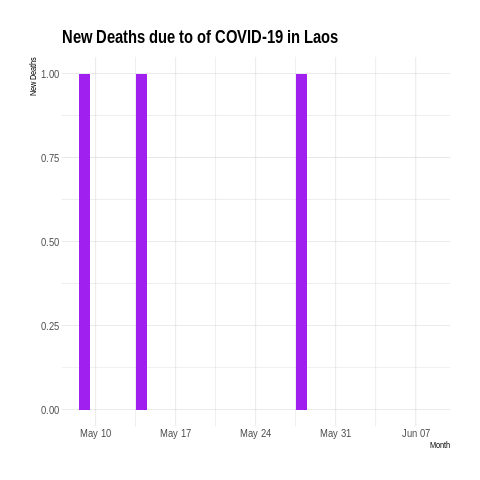 New Deaths due to of COVID-19 in Laos
New Deaths
1.00
0.75
0.50
0.25
0.00
May 10 May 17 May 24 May 31 Jun 07
Month